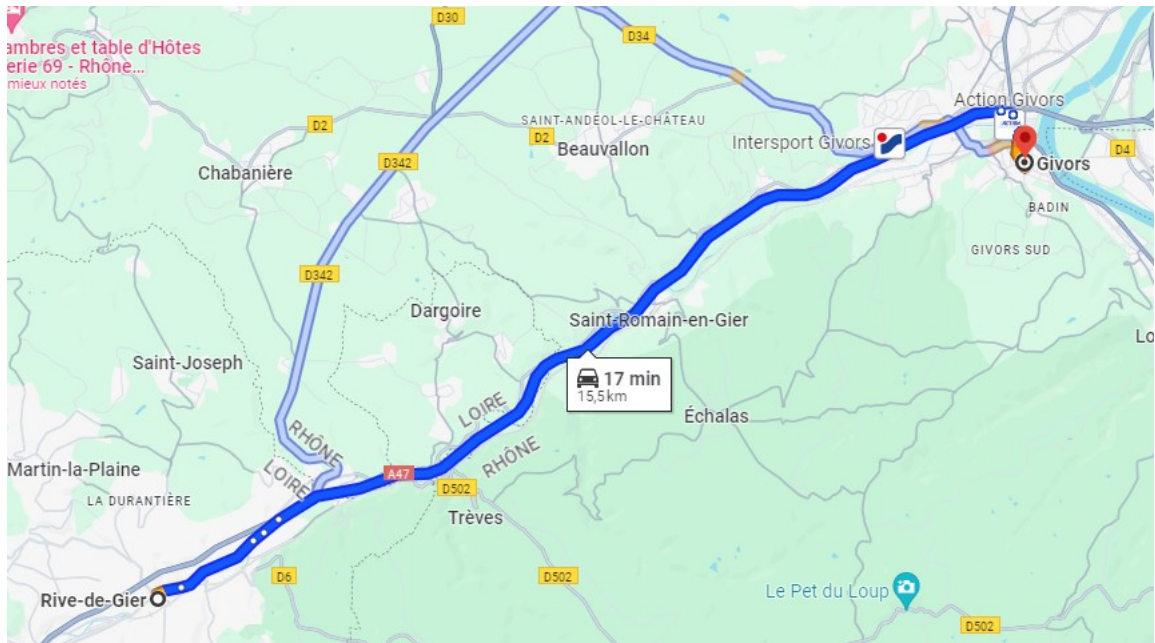 D30
ambres et table d'Hôtes
erie 69 - Rhône...
mieux notés
D34
Action Givors
D2
SAINT-ANDÉOL-LE-CHÂTEAU
D2
Beauvallon
Intersport Givors
D4
D342
Givors
Chabanière
BADIN
GIVORS SUD
D342
Dargoire
Saint-Romain-en-Gier
Lo
Saint-Joseph
17 min
15,5 km
LOIRE
RHÔNE
Échalas
RHÔNE
LOIRE
Martin-la-Plaine
A47
D502
LA DURANTIÈRE
Trèves
D6
D502
Le Pet du Loup
Rive-de-Gier
D502